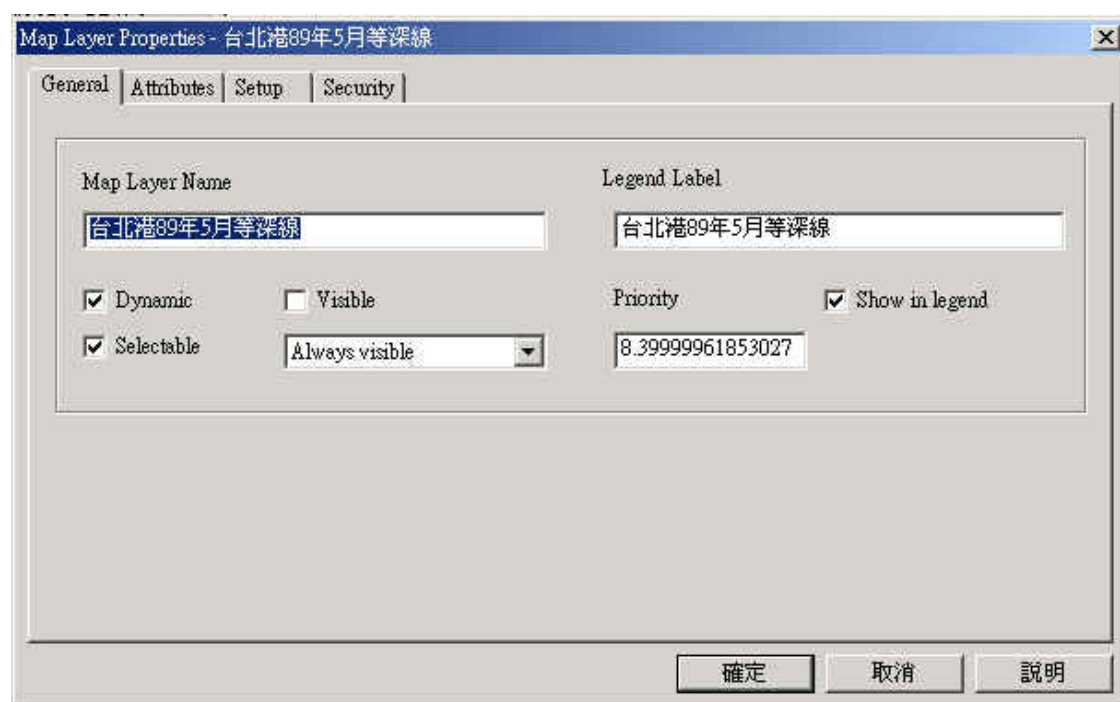 Map Layer Properties - 台北港89年5月等深線
General Attributes Setup Security
Map Layer Name Legend Label
台北港89年5月等深線 台北港89年5月等深線
Dynamic Visible Priority Show in legend
Selectable Always visible 8.39999961853027
確定 取消 說明